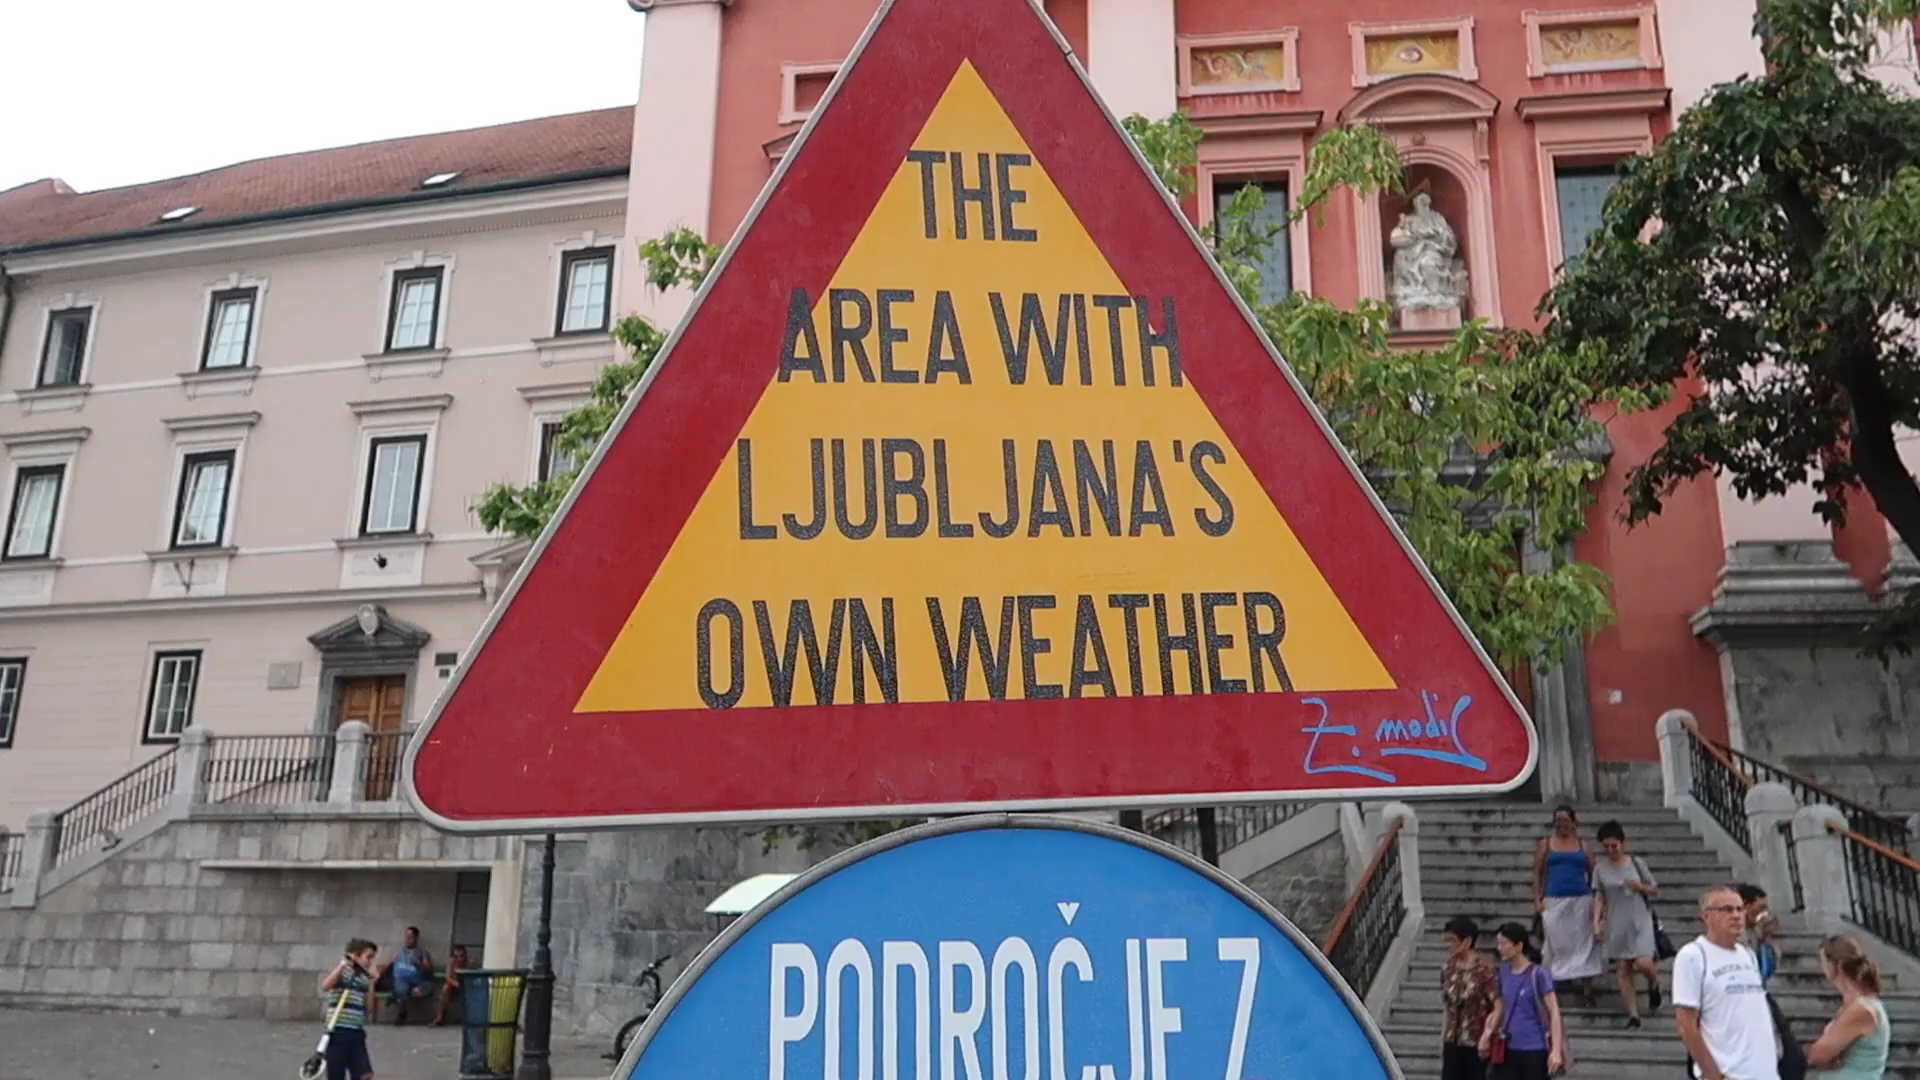 THE
AREA WITH
LJUBLJANA'S
OWN WEATHER
Z. modic
PODROČJE Z